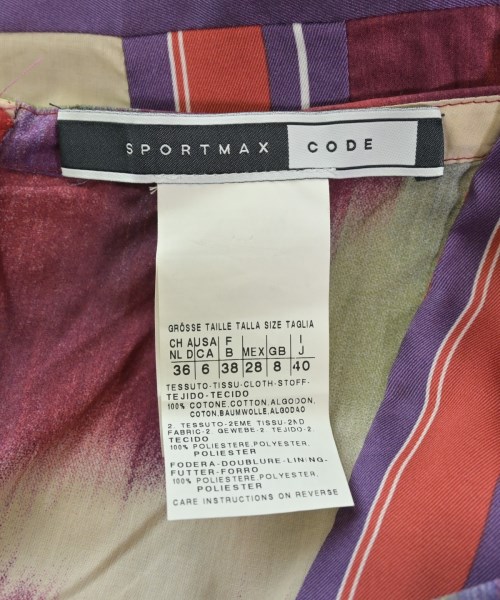 SPORTMAX CODE
GRÖSSE TAILLE TALLA SIZE TAGLIA
CH A USA F I
NL D CA B MEX GB J
36 6 38 28 8 40
TESSUTO-TISSU-CLOTH-STOFF-
TEJIDO-TECIDO
100% COTONE,COTTON,ALGODON,
COTON,BAUMWOLLE,ALGODAO
2 TESSUTO-2EME TISSU-2ND
FABRIC-2 GEWEBE-2 TEJIDO-2
TECIDO
100% POLIESTERE POLYESTER,
POLIESTER
FODERA-DOUBLURE-LINING-
FUTTER-FORRO
100% POLIESTERE POLYESTER,
POLIESTER
CARE INSTRUCTIONS ON REVERSE